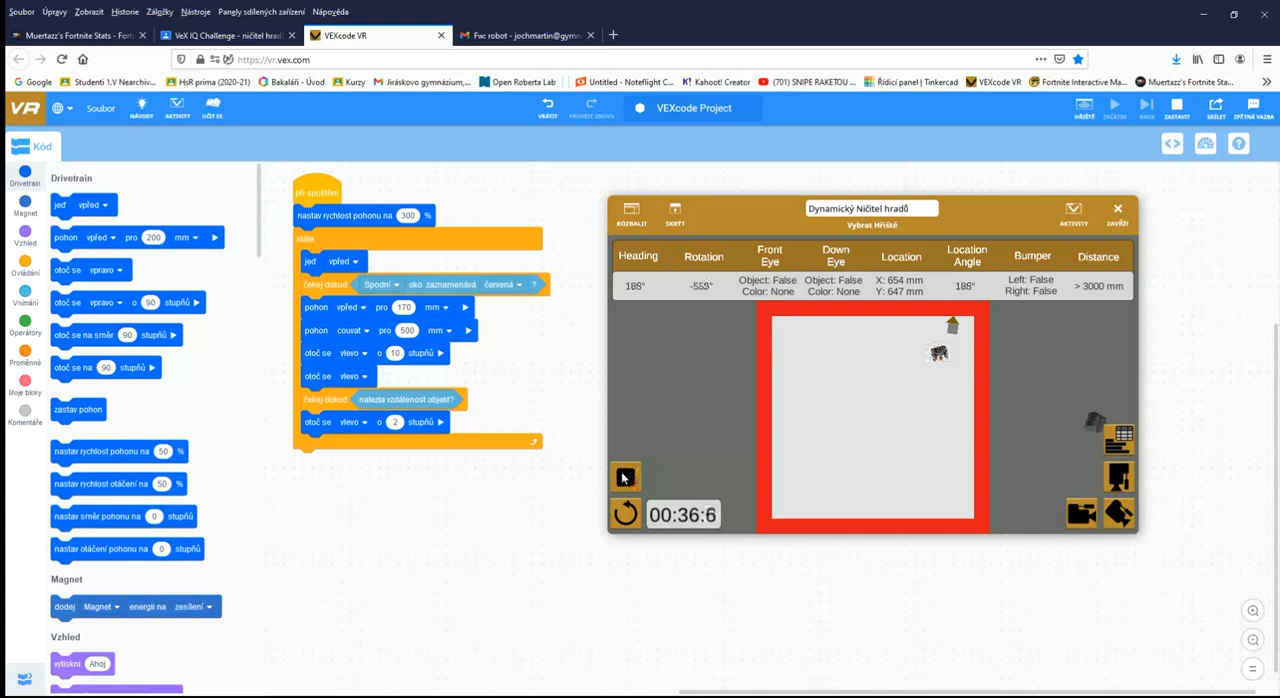 Soubor Úpravy Zobrazit Historie Záložky Nástroje Panely sdílených zařízení Nápověda
Muertazz's Fortnite Stats - Fort
VeX IQ Challenge - ničitel hradů
VEXcode VR
Fw: robot - jochmartin@gymn
https://vr.vex.com
Google
Studenti 1.V Nearchiv...
HsR prima (2020-21)
Bakaláři - Úvod
Kurzy
Jiráskovo gymnázium,...
Open Roberta Lab
Untitled - Noteflight C...
Kahoot! Creator
(701) SNIPE RAKETOU ...
Řídicí panel | Tinkercad
VEXcode VR
Fortnite Interactive Ma...
Muertazz's Fortnite Sta...
VR
Soubor
NÁVODY
AKTIVITY
UČIT SE
VRÁTIT
PROVÉST ZNOVU
VEXcode Project
HŘIŠTĚ
ZAČÁTEK
KROK
ZASTAVIT
SDÍLET
ZPĚTNÁ VAZBA
Kód
Drivetrain
Magnet
Vzhled
Ovládání
Vnímání
Operátory
Proměnné
Moje bloky
Komentáře
Drivetrain
jeď vpřed
pohon vpřed pro 200 mm
otoč se vpravo
otoč se vpravo o 90 stupňů
otoč se na směr 90 stupňů
otoč se na 90 stupňů
zastav pohon
nastav rychlost pohonu na 50 %
nastav rychlost otáčení na 50 %
nastav směr pohonu na 0 stupňů
nastav otáčení pohonu na 0 stupňů
Magnet
dodej Magnet energii na zesílení
Vzhled
vytiskni Ahoj
při spuštění
nastav rychlost pohonu na 300 %
stále
jeď vpřed
čekej dokud Spodní oko zaznamenává červená ?
pohon vpřed pro 170 mm
pohon couvat pro 500 mm
otoč se vlevo o 10 stupňů
otoč se vlevo
čekej dokud nalezla vzdálenost objekt?
otoč se vlevo o 2 stupňů
ROZBALIT
SKRÝT
Dynamický Ničitel hradů
Vybrat Hřiště
AKTIVITY
ZAVŘÍT
Heading Rotation Front Eye Down Eye Location Location Angle Bumper Distance
Object: False Object: False X: 654 mm Left: False
Color: None Color: None Y: 647 mm Right: False
> 3000 mm
00:36:6